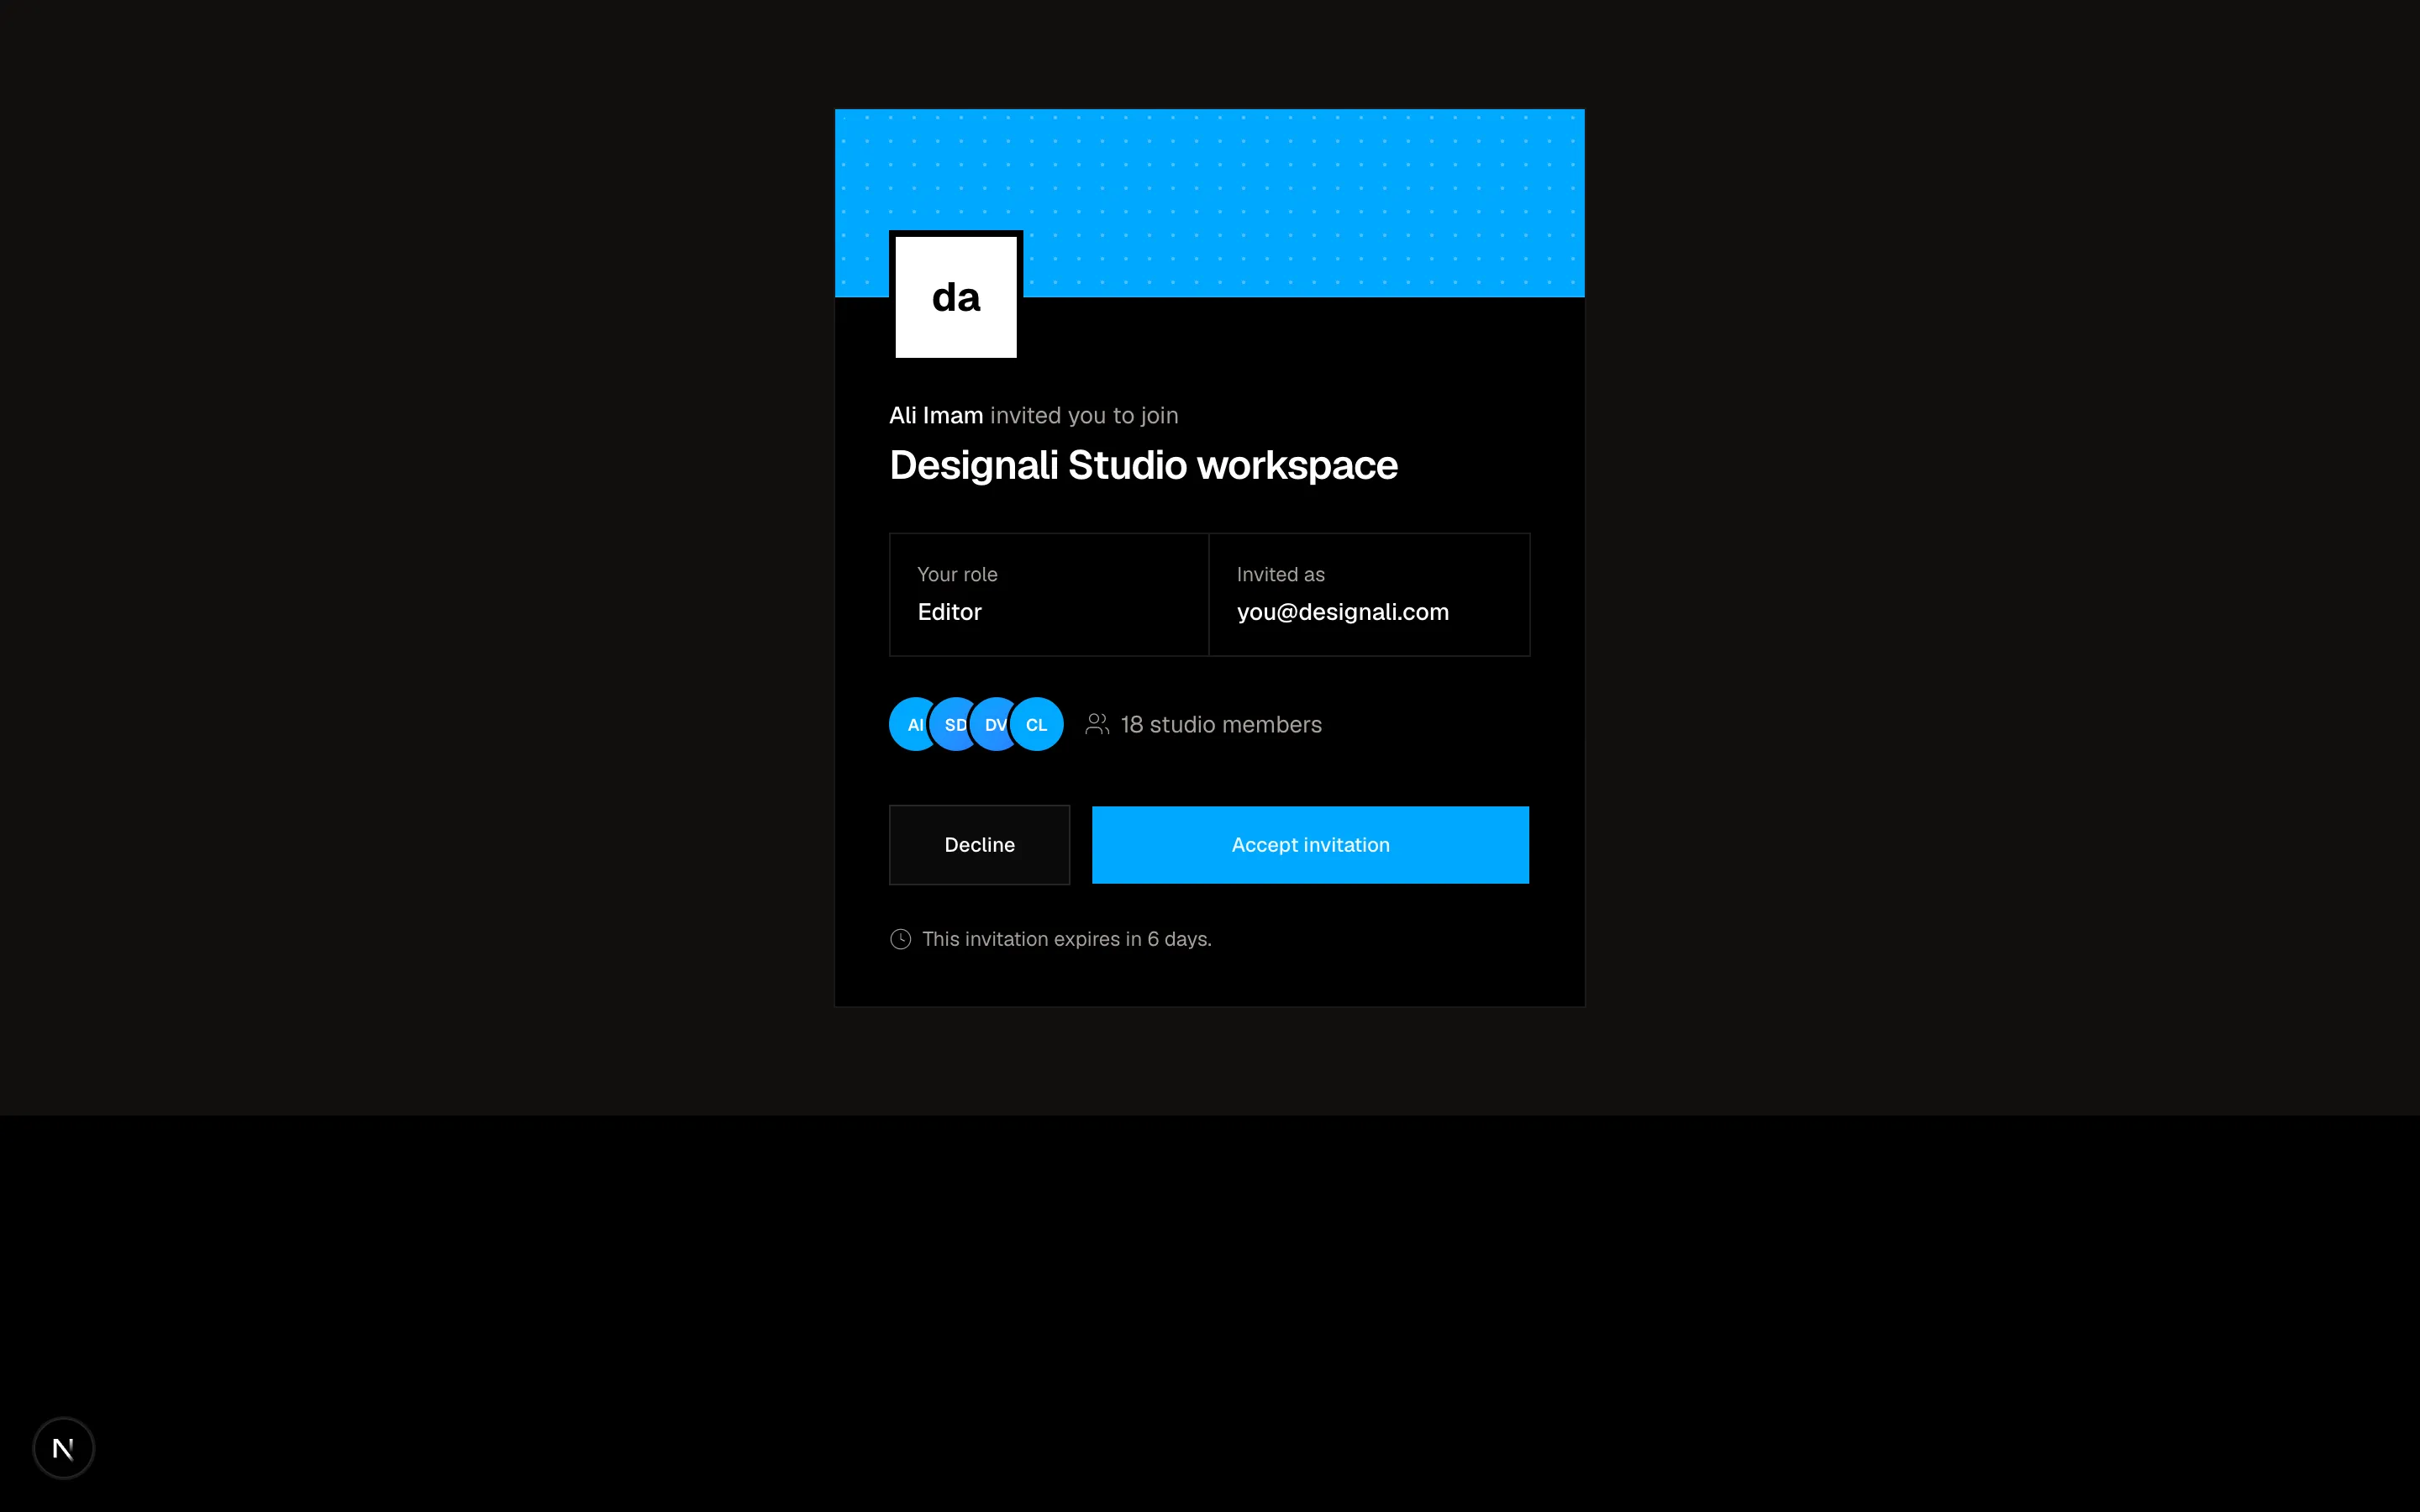 da
Ali Imam invited you to join
Designali Studio workspace
Your role
Editor
Invited as
you@designali.com
AI SD DV CL 18 studio members
Decline
Accept invitation
This invitation expires in 6 days.
N